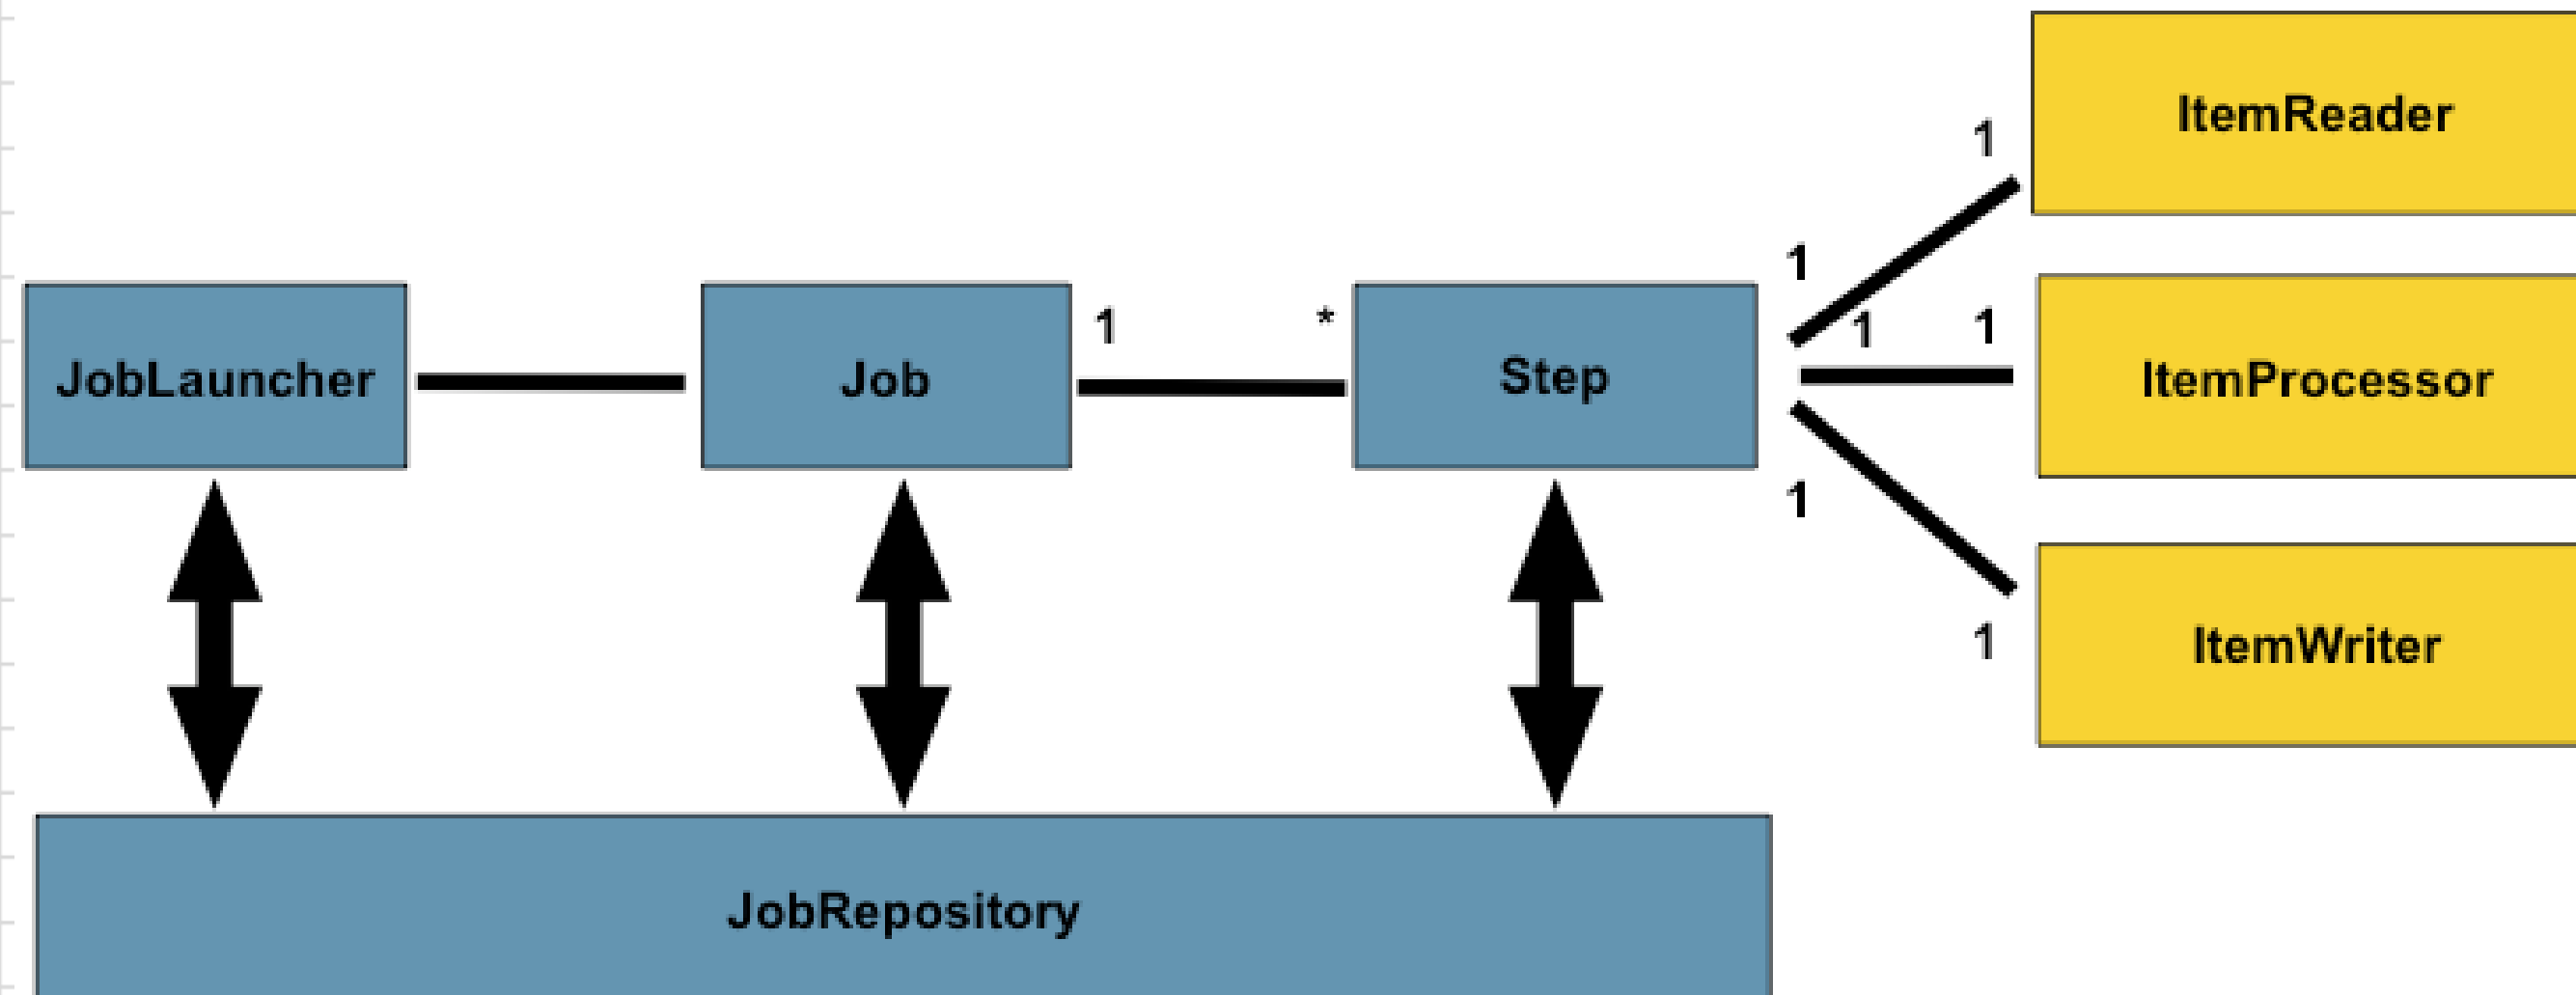 ItemReader
1
1
1
*
1
1
JobLauncher
Job
Step
ItemProcessor
1
1
ItemWriter
JobRepository